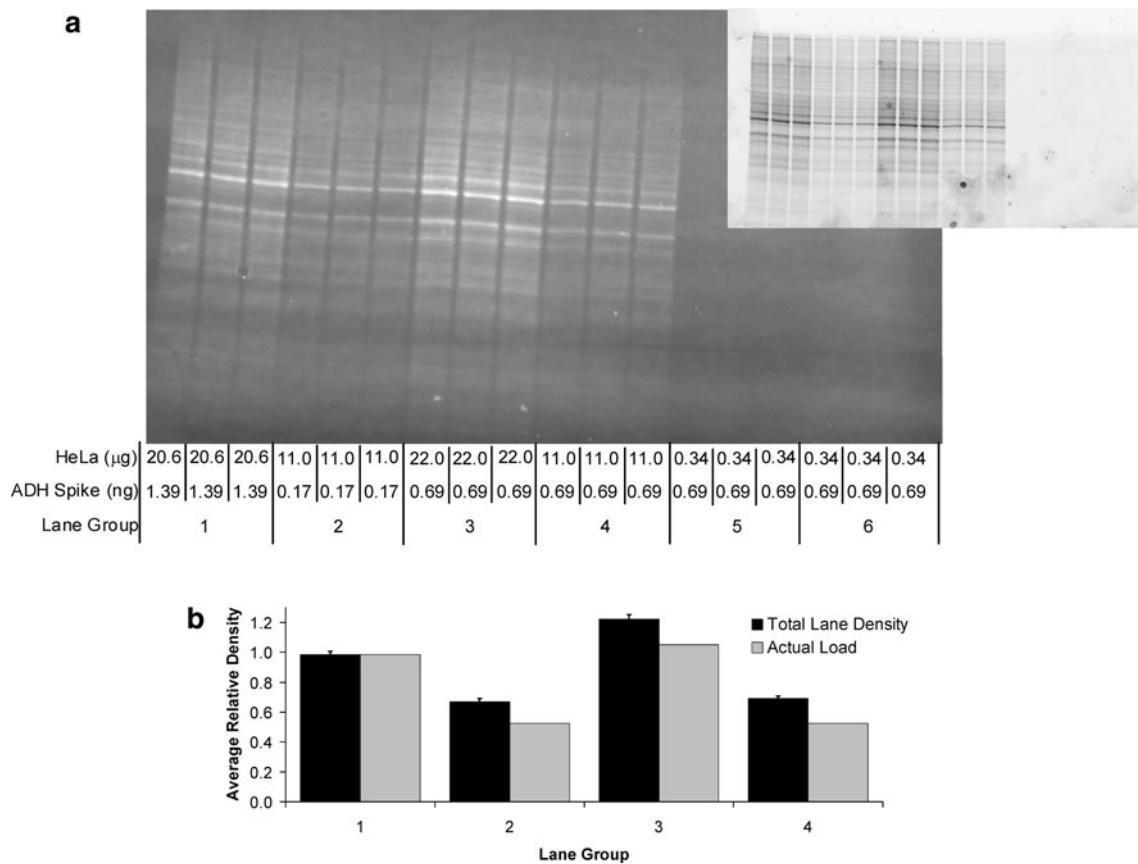 a
HeLa (µg) 20.6 20.6 20.6 11.0 11.0 11.0 22.0 22.0 22.0 11.0 11.0 11.0 0.34 0.34 0.34 0.34 0.34 0.34
ADH Spike (ng) 1.39 1.39 1.39 0.17 0.17 0.17 0.69 0.69 0.69 0.69 0.69 0.69 0.69 0.69 0.69 0.69 0.69 0.69
Lane Group 1 2 3 4 5 6
b
Average Relative Density
1.2
1.0
0.8
0.6
0.4
0.2
0.0
Total Lane Density
Actual Load
1 2 3 4
Lane Group